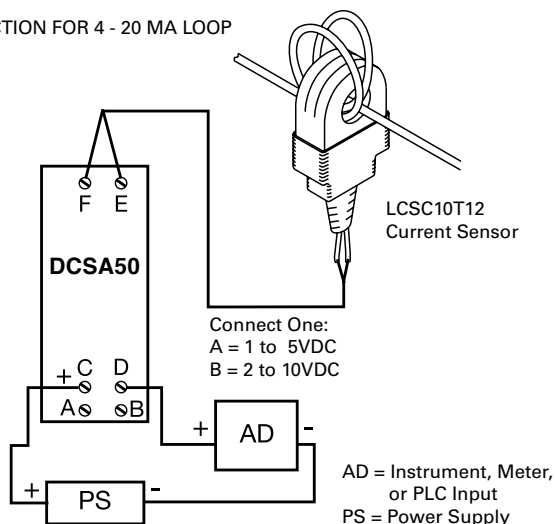 4 - 20 MA LOOP
FOR
LCSC10T12
Current Sensor
F E
DCSA50
Connect One:
A = 1 to 5VDC
B = 2 to 10VDC
+ C D
A B
+ AD -
+ PS -
AD = Instrument, Meter,
or PLC Input
PS = Power Supply